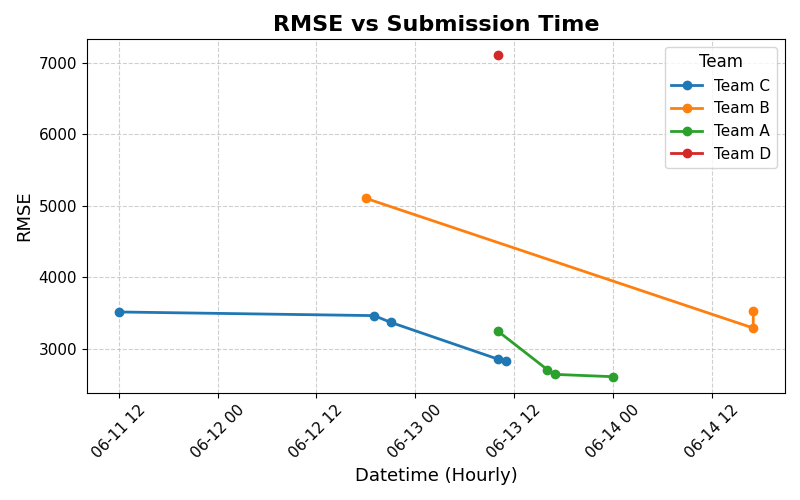 RMSE vs Submission Time
Team
Team C
Team B
Team A
Team D
RMSE
7000
6000
5000
4000
3000
06-11 12
06-12 00
06-12 12
06-13 00
06-13 12
06-14 00
06-14 12
Datetime (Hourly)